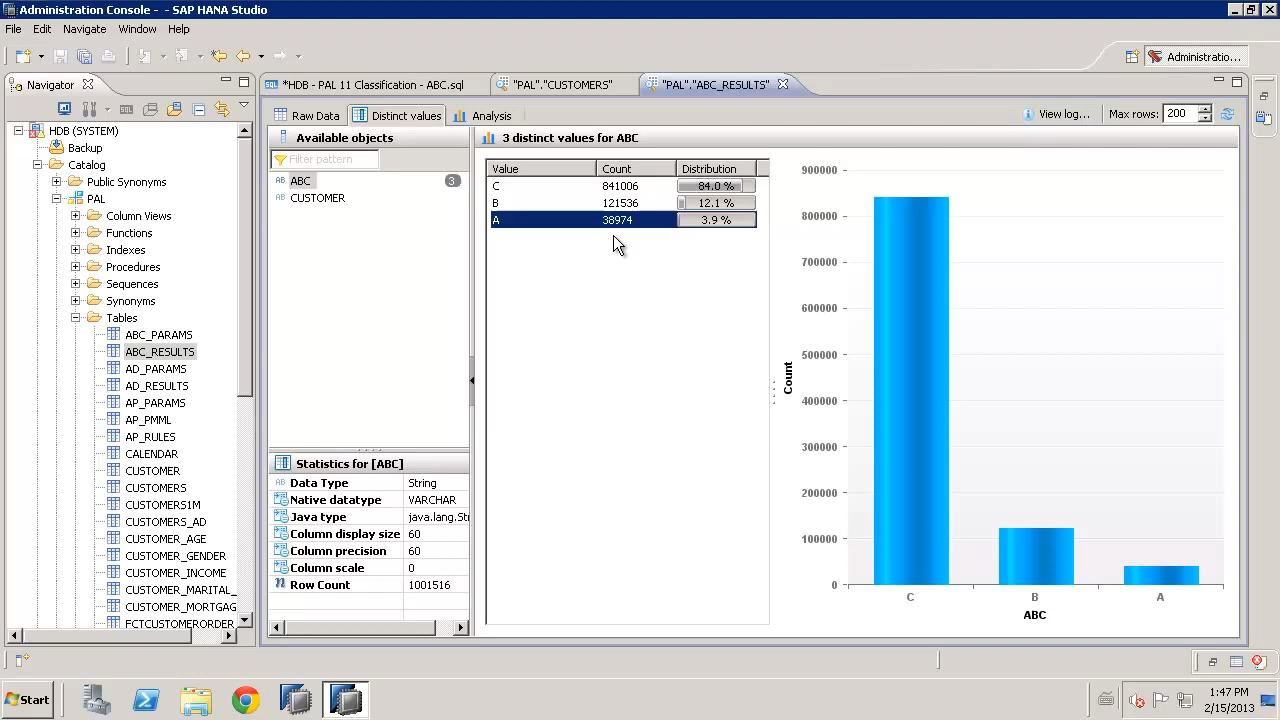 Administration Console - - SAP HANA Studio
File Edit Navigate Window Help
Administratio...
Navigator
*HDB - PAL 11 Classification - ABC.sql
"PAL"."CUSTOMERS"
"PAL"."ABC_RESULTS"
SQL
Raw Data
Distinct values
Analysis
View log...
Max rows: 200
HDB (SYSTEM)
Backup
Catalog
Public Synonyms
PAL
Column Views
Functions
Indexes
Procedures
Sequences
Synonyms
Tables
ABC_PARAMS
ABC_RESULTS
AD_PARAMS
AD_RESULTS
AP_PARAMS
AP_PMML
AP_RULES
CALENDAR
CUSTOMER
CUSTOMERS
CUSTOMERS1M
CUSTOMERS_AD
CUSTOMER_AGE
CUSTOMER_GENDER
CUSTOMER_INCOME
CUSTOMER_MARITAL_
CUSTOMER_MORTGAG
FCTCUSTOMERORDER
Available objects
Filter pattern
AB ABC 3
AB CUSTOMER
Statistics for [ABC]
AB Data Type String
Native datatype VARCHAR
Java type java.lang.Str
Column display size 60
Column precision 60
Column scale 0
Row Count 1001516
3 distinct values for ABC
Value Count Distribution
C 841006 84.0 %
B 121536 12.1 %
A 38974 3.9 %
900000
800000
700000
600000
500000
400000
300000
200000
100000
0
Count
C B A
ABC
Start
1:47 PM
2/15/2013